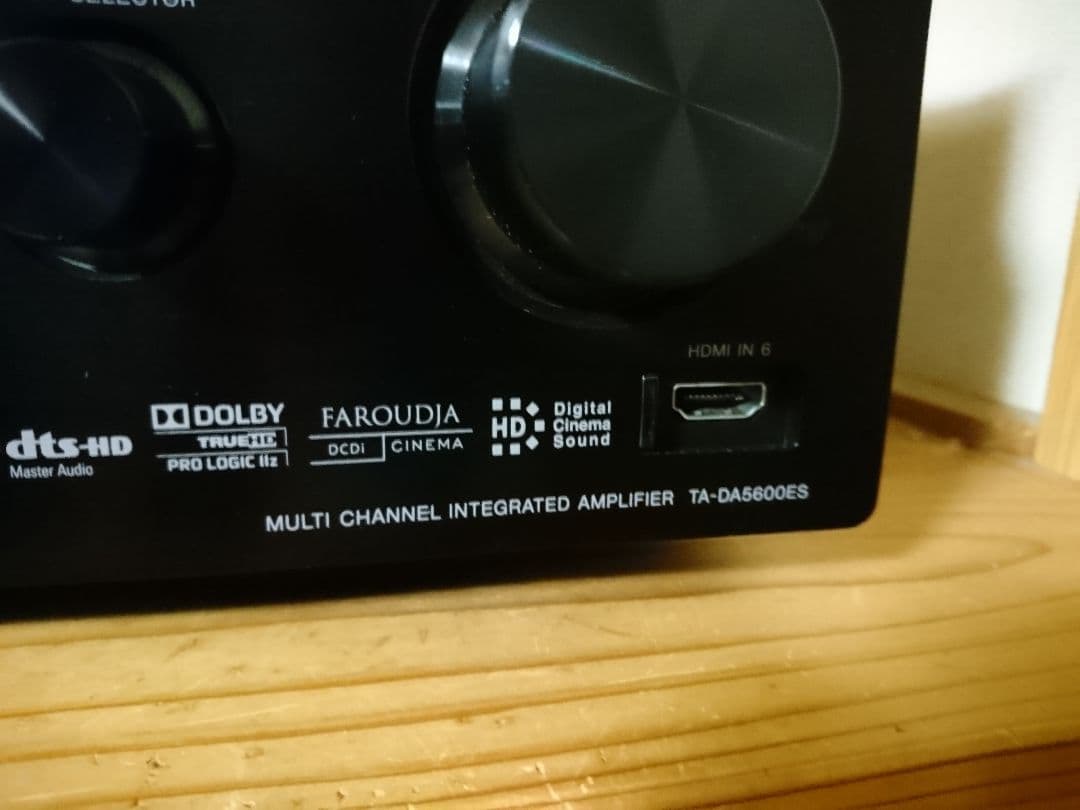 SELECTOR
HDMI IN 6
dts-HD
Master Audio
DOLBY
TRUEHD
PRO LOGIC IIz
FAROUDJA
DCDi CINEMA
HD Digital
Cinema
Sound
MULTI CHANNEL INTEGRATED AMPLIFIER TA-DA5600ES